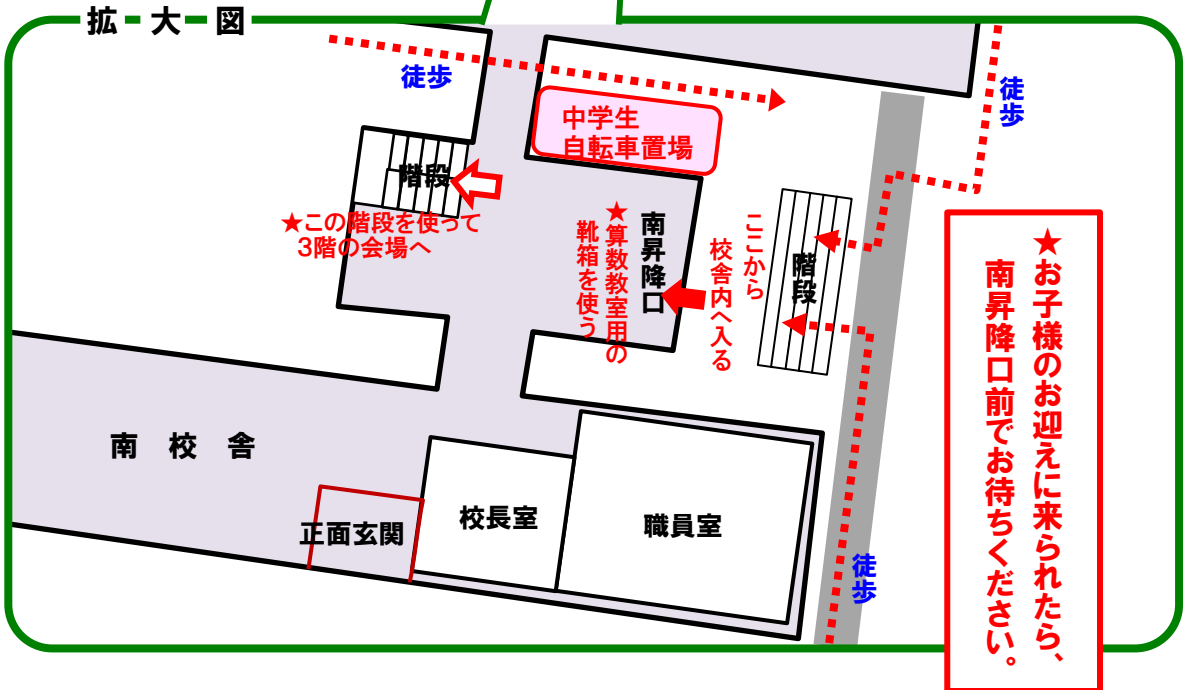 拡大図
徒歩
徒歩
中学生
自転車置場
階段
★この階段を使って
3階の会場へ
南昇降口
★算数教室用の
靴箱を使う
ここから
校舎内へ入る
階段
★お子様のお迎えに来られたら、
南昇降口前でお待ちください。
南校舎
正面玄関
校長室
職員室
徒歩